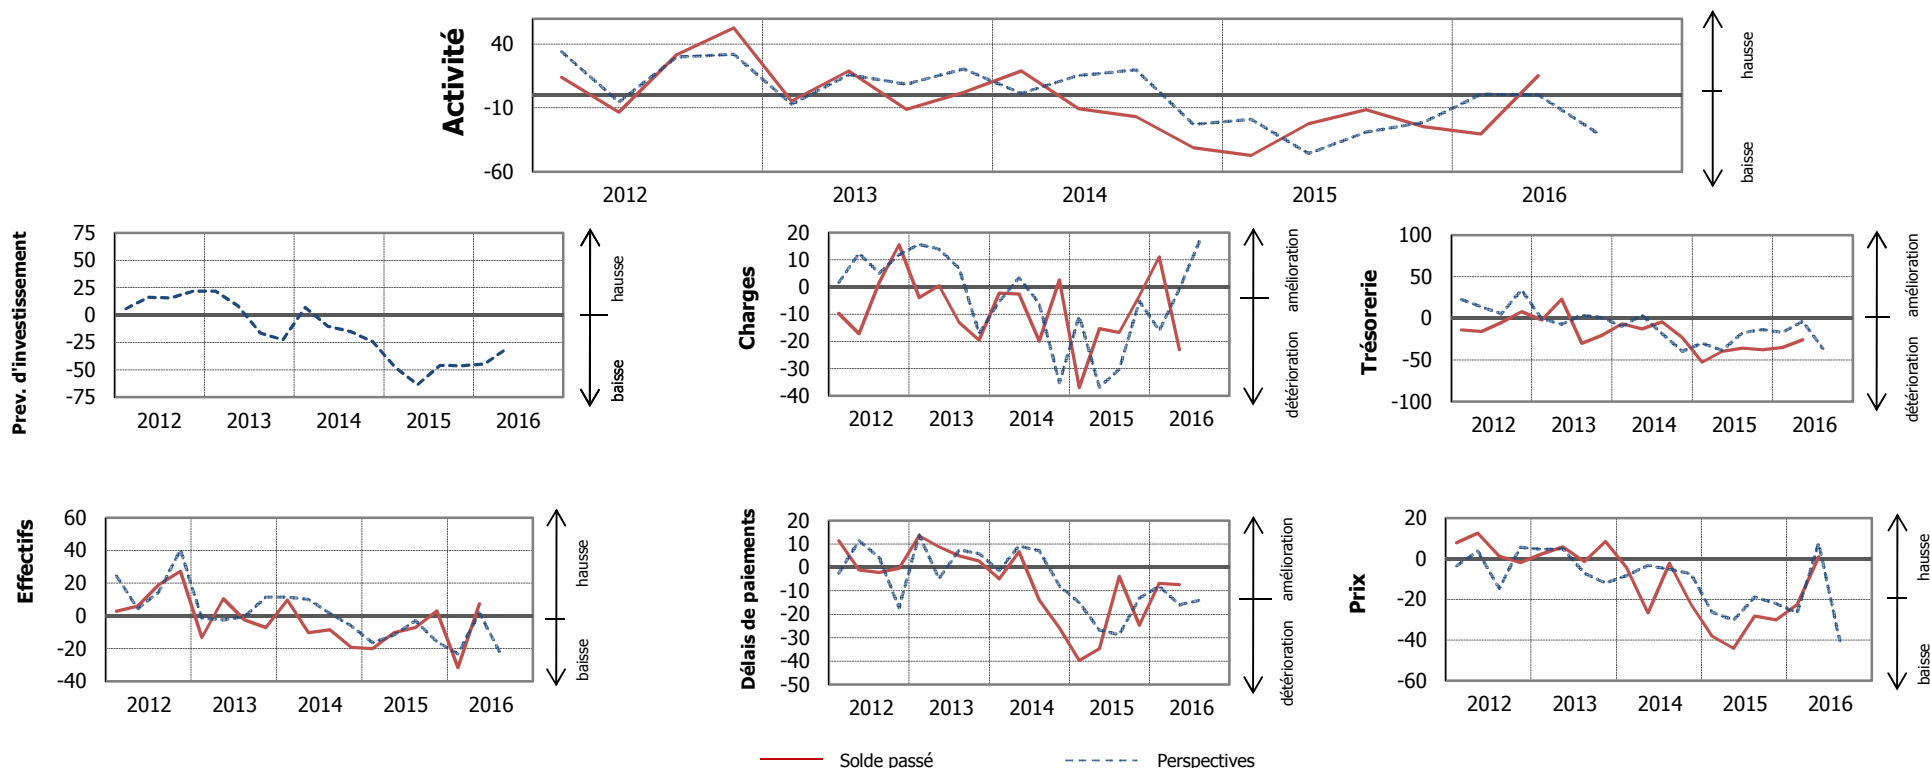 Activité
40
-10
-60
2012 2013 2014 2015 2016
hausse
baisse
Prev. d'investissement
75
50
25
0
-25
-50
-75
2012 2013 2014 2015 2016
hausse
baisse
Charges
20
10
0
-10
-20
-30
-40
2012 2013 2014 2015 2016
amélioration
détérioration
Trésorerie
100
50
0
-50
-100
2012 2013 2014 2015 2016
amélioration
détérioration
Effectifs
60
40
20
0
-20
-40
2012 2013 2014 2015 2016
hausse
baisse
Délais de paiements
20
10
0
-10
-20
-30
-40
-50
2012 2013 2014 2015 2016
amélioration
détérioration
Prix
20
0
-20
-40
-60
2012 2013 2014 2015 2016
hausse
baisse
Solde passé
Perspectives